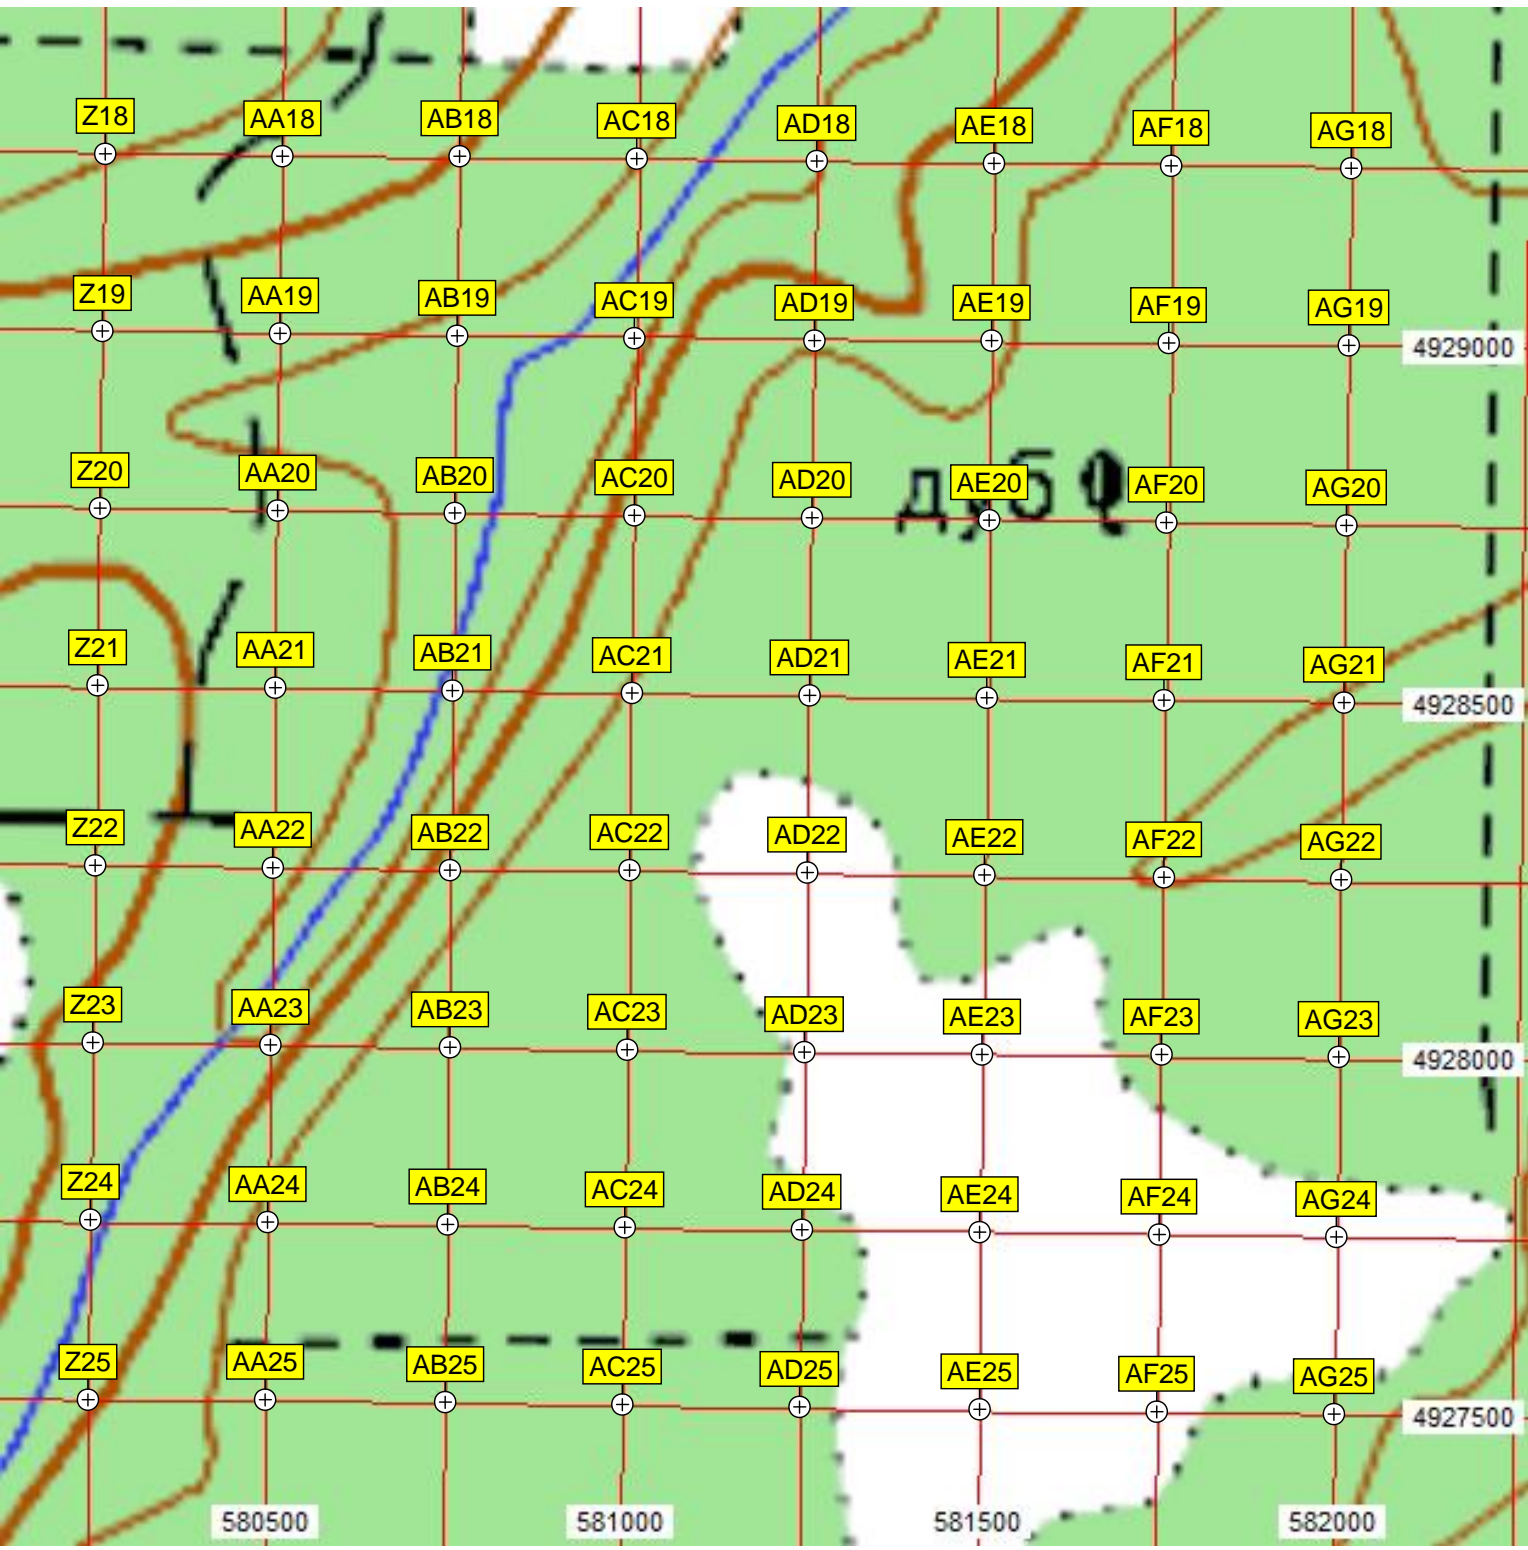 Z18 AA18 AB18 AC18 AD18 AE18 AF18 AG18
Z19 AA19 AB19 AC19 AD19 AE19 AF19 AG19
4929000
Z20 AA20 AB20 AC20 AD20 AE20 AF20 AG20
дуб
Z21 AA21 AB21 AC21 AD21 AE21 AF21 AG21
4928500
Z22 AA22 AB22 AC22 AD22 AE22 AF22 AG22
Z23 AA23 AB23 AC23 AD23 AE23 AF23 AG23
4928000
Z24 AA24 AB24 AC24 AD24 AE24 AF24 AG24
Z25 AA25 AB25 AC25 AD25 AE25 AF25 AG25
4927500
580500 581000 581500 582000